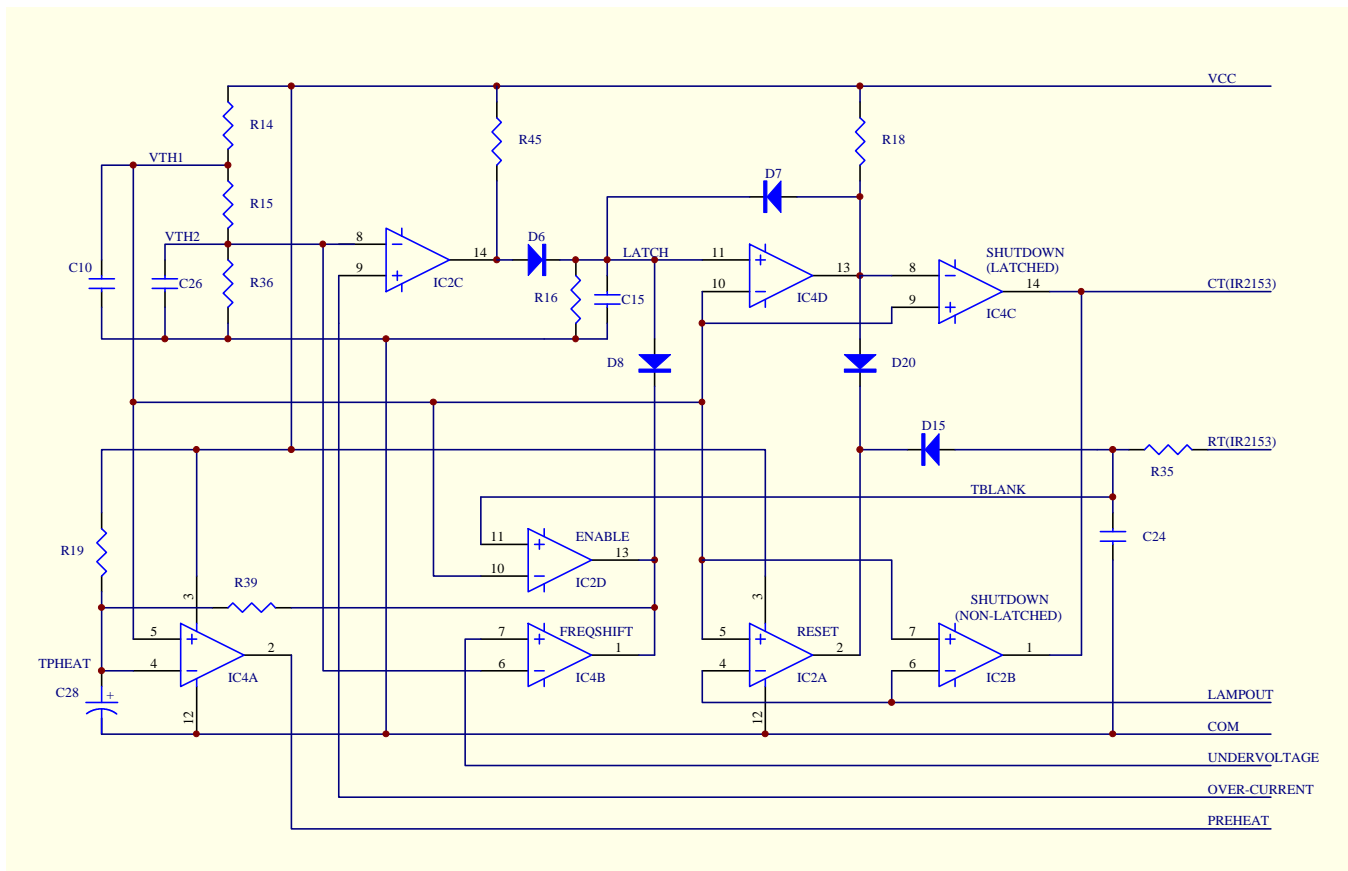 VCC
R14
R45
R18
VTH1
D7
R15
VTH2
8
D6
14
LATCH
11
SHUTDOWN
(LATCHED)
C10
C26
R36
9
IC2C
R16
C15
10
13
IC4D
8
9
14
IC4C
CT(IR2153)
D8
D20
D15
RT(IR2153)
R35
TBLANK
R19
11
ENABLE
13
10
IC2D
C24
R39
3
3
SHUTDOWN
(NON-LATCHED)
5
7
FREQSHIFT
5
RESET
7
TPHEAT
4
2
6
1
4
2
6
1
IC4A
IC4B
IC2A
IC2B
C28
+
12
12
LAMPOUT
COM
UNDERVOLTAGE
OVER-CURRENT
PREHEAT